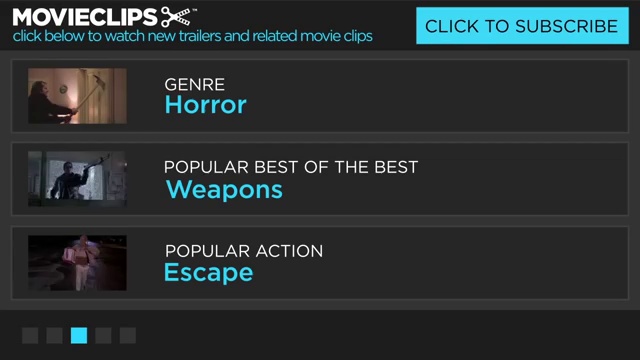 MOVIECLIPS™
click below to watch new trailers and related movie clips
CLICK TO SUBSCRIBE
GENRE
Horror
POPULAR BEST OF THE BEST
Weapons
POPULAR ACTION
Escape